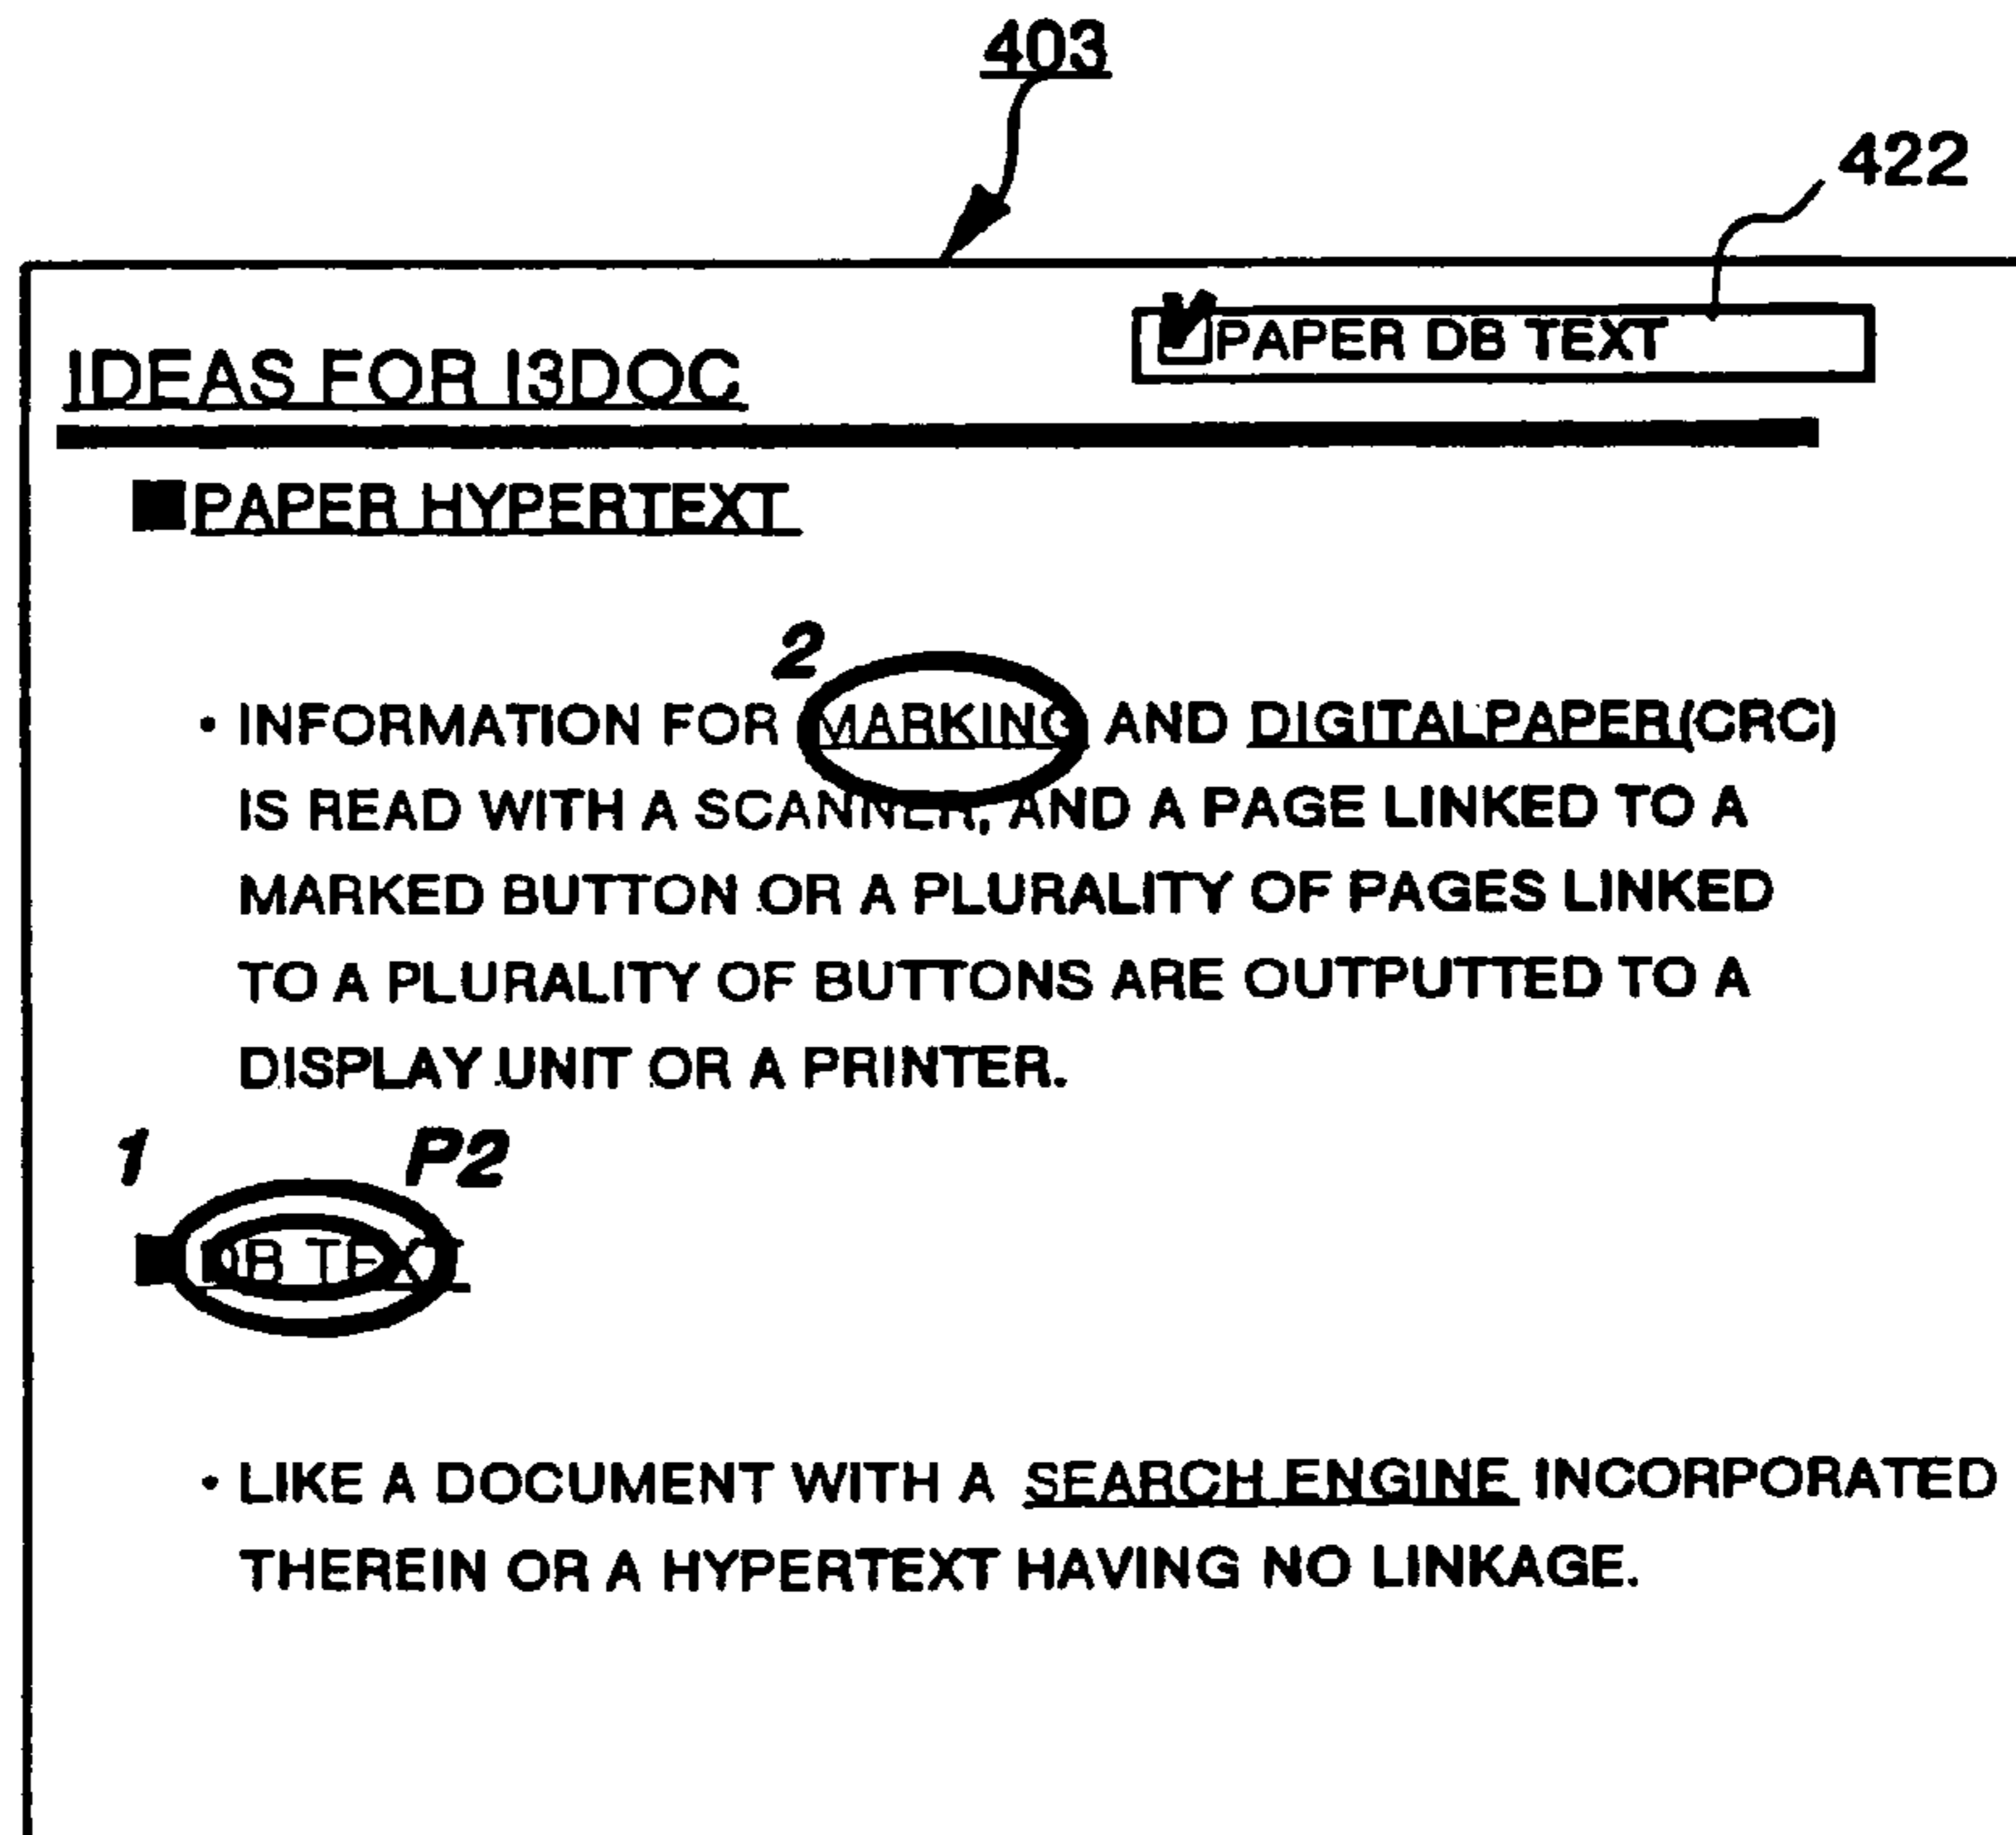 403
422
PAPER DB TEXT
IDEAS FOR I3DOC
PAPER HYPERTEXT
2
• INFORMATION FOR MARKING AND DIGITALPAPER(CRC)
IS READ WITH A SCANNER, AND A PAGE LINKED TO A
MARKED BUTTON OR A PLURALITY OF PAGES LINKED
TO A PLURALITY OF BUTTONS ARE OUTPUTTED TO A
DISPLAY UNIT OR A PRINTER.
1 P2
DB TEXT
• LIKE A DOCUMENT WITH A SEARCH ENGINE INCORPORATED
THEREIN OR A HYPERTEXT HAVING NO LINKAGE.